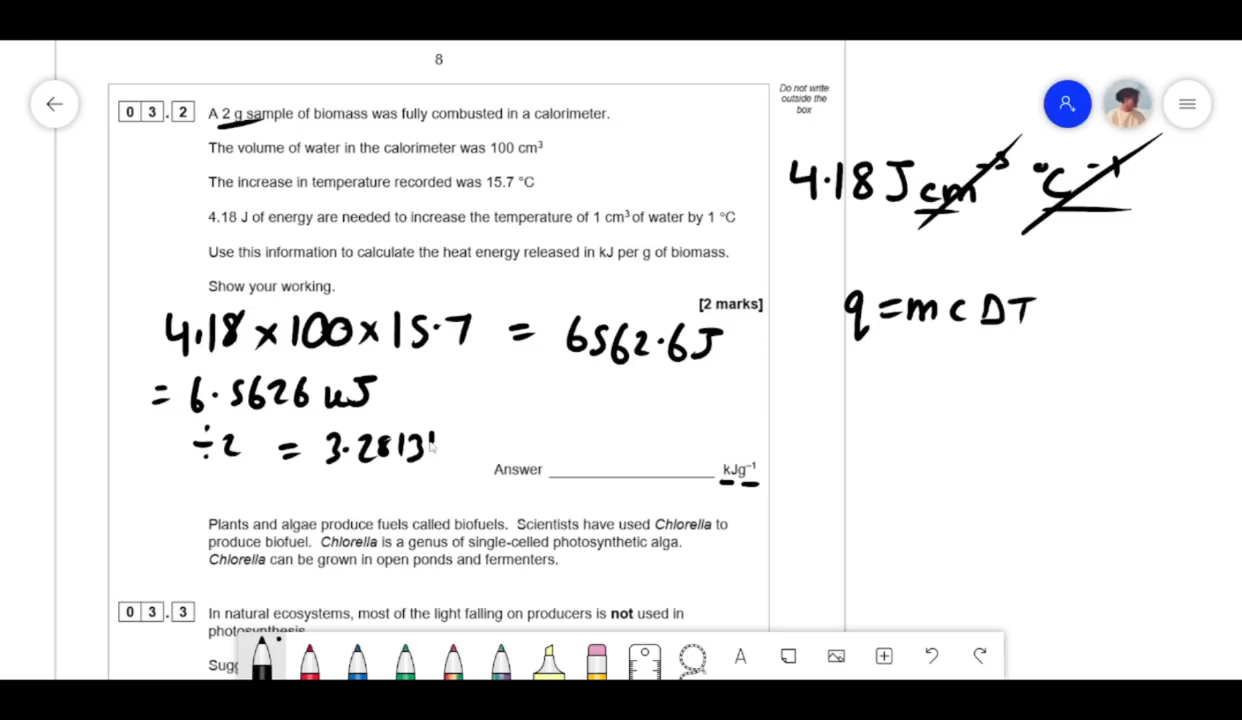 8
Do not write
outside the
box
0 3 . 2 A 2 g sample of biomass was fully combusted in a calorimeter.
The volume of water in the calorimeter was 100 cm³
The increase in temperature recorded was 15.7 °C
4.18 J of energy are needed to increase the temperature of 1 cm³ of water by 1 °C
Use this information to calculate the heat energy released in kJ per g of biomass.
Show your working.
[2 marks]
4.18 J cm⁻³ °C⁻¹
q = m c ΔT
4.18 × 100 × 15.7 = 6562.6 J
= 6.5626 kJ
÷ 2 = 3.2813
Answer ____________ kJg⁻¹
Plants and algae produce fuels called biofuels. Scientists have used Chlorella to
produce biofuel. Chlorella is a genus of single-celled photosynthetic alga.
Chlorella can be grown in open ponds and fermenters.
0 3 . 3 In natural ecosystems, most of the light falling on producers is not used in
photosynthesis.
Sugg
A